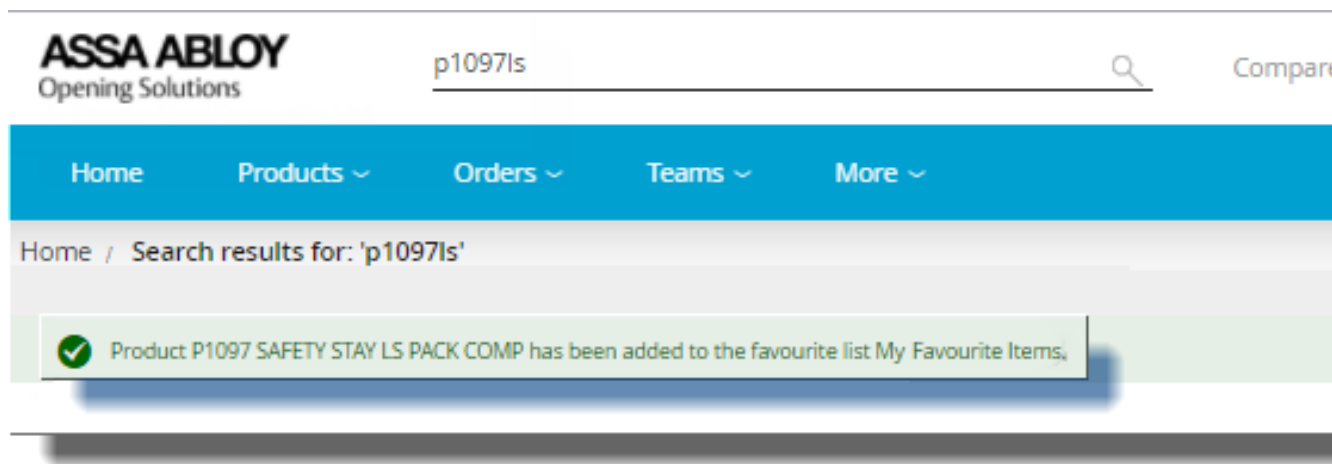 ASSA ABLOY
Opening Solutions
p1097ls
Compare
Home Products Orders Teams More
Home / Search results for: 'p1097ls'
Product P1097 SAFETY STAY LS PACK COMP has been added to the favourite list My Favourite Items.